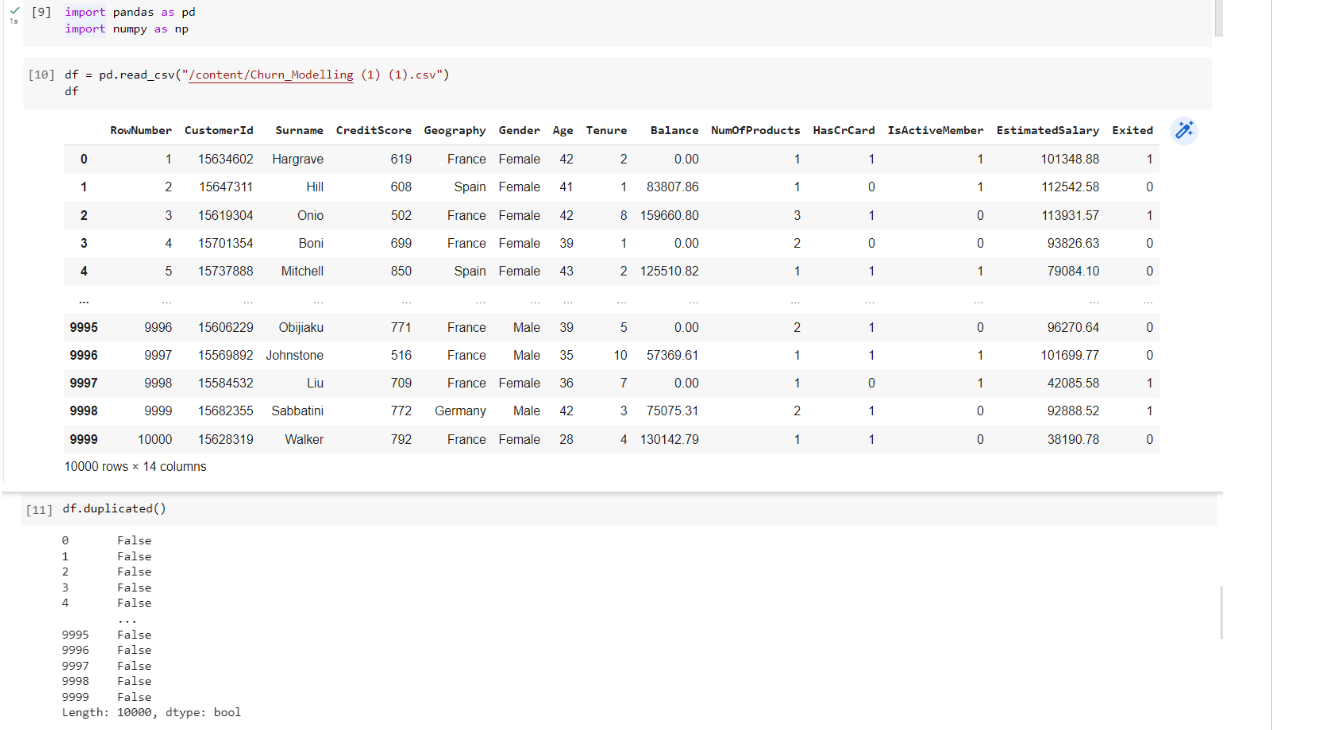 [9] import pandas as pd
1s
import numpy as np
[10] df = pd.read_csv("/content/Churn_Modelling (1) (1).csv")
df
RowNumber CustomerId Surname CreditScore Geography Gender Age Tenure Balance NumOfProducts HasCrCard IsActiveMember EstimatedSalary Exited
0 1 15634602 Hargrave 619 France Female 42 2 0.00 1 1 1 101348.88 1
1 2 15647311 Hill 608 Spain Female 41 1 83807.86 1 0 1 112542.58 0
2 3 15619304 Onio 502 France Female 42 8 159660.80 3 1 0 113931.57 1
3 4 15701354 Boni 699 France Female 39 1 0.00 2 0 0 93826.63 0
4 5 15737888 Mitchell 850 Spain Female 43 2 125510.82 1 1 1 79084.10 0
... ... ... ... ... ... ... ... ... ... ... ... ... ... ...
9995 9996 15606229 Obijiaku 771 France Male 39 5 0.00 2 1 0 96270.64 0
9996 9997 15569892 Johnstone 516 France Male 35 10 57369.61 1 1 1 101699.77 0
9997 9998 15584532 Liu 709 France Female 36 7 0.00 1 0 1 42085.58 1
9998 9999 15682355 Sabbatini 772 Germany Male 42 3 75075.31 2 1 0 92888.52 1
9999 10000 15628319 Walker 792 France Female 28 4 130142.79 1 1 0 38190.78 0
10000 rows × 14 columns
[11] df.duplicated()
0 False
1 False
2 False
3 False
4 False
...
9995 False
9996 False
9997 False
9998 False
9999 False
Length: 10000, dtype: bool